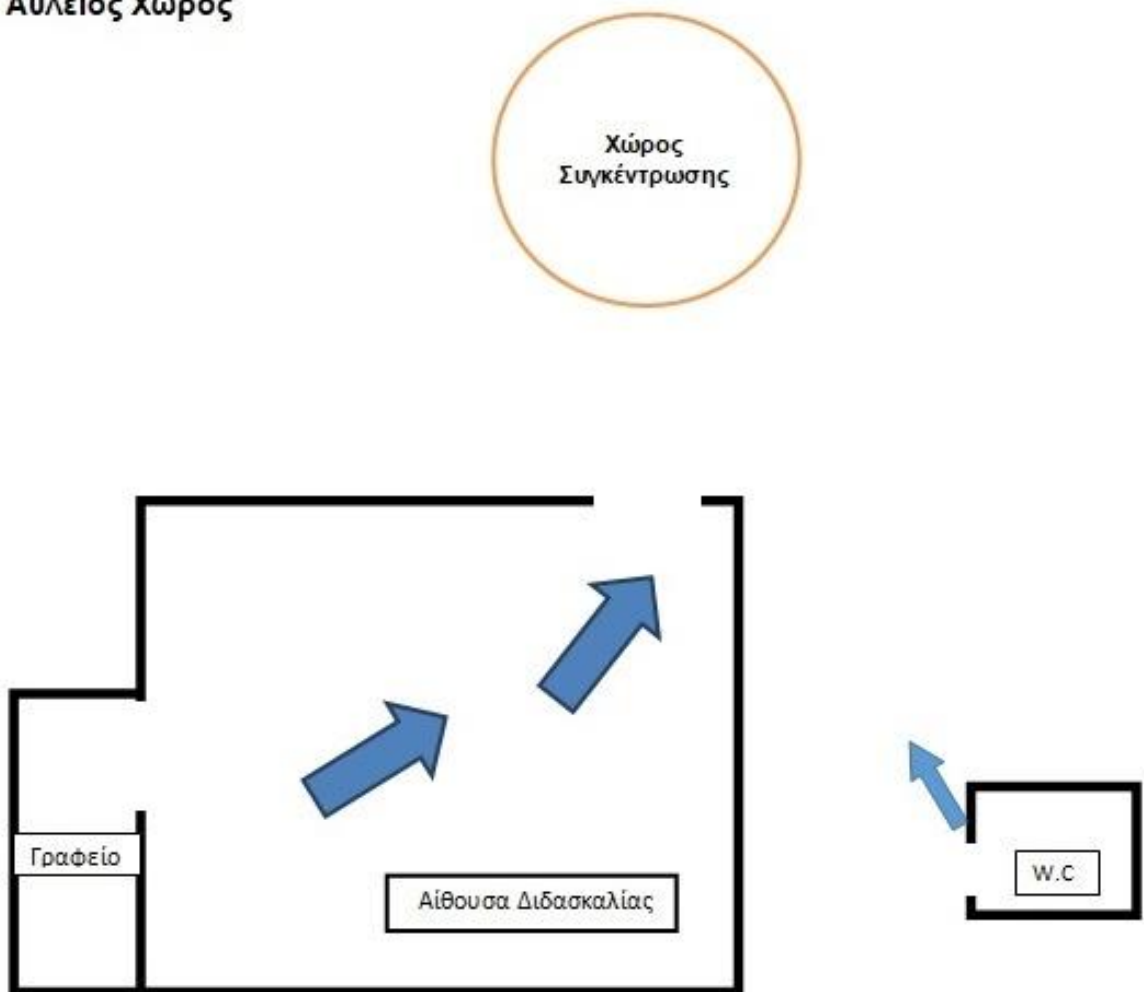 Αύλειος Χώρος
Χώρος
Συγκέντρωσης
Γραφείο
Αίθουσα Διδασκαλίας
W.C